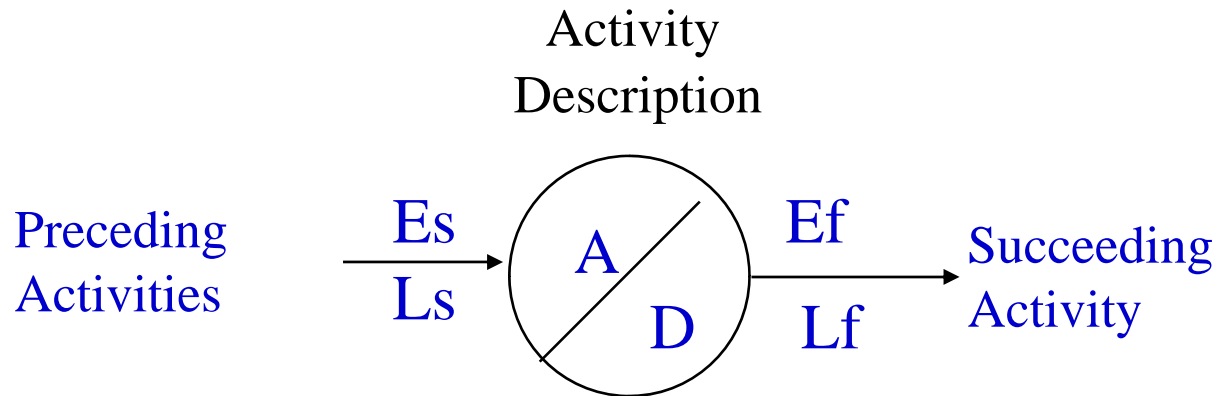 Activity
Description
Preceding
Activities
Es
Ls
A
D
Ef
Lf
Succeeding
Activity